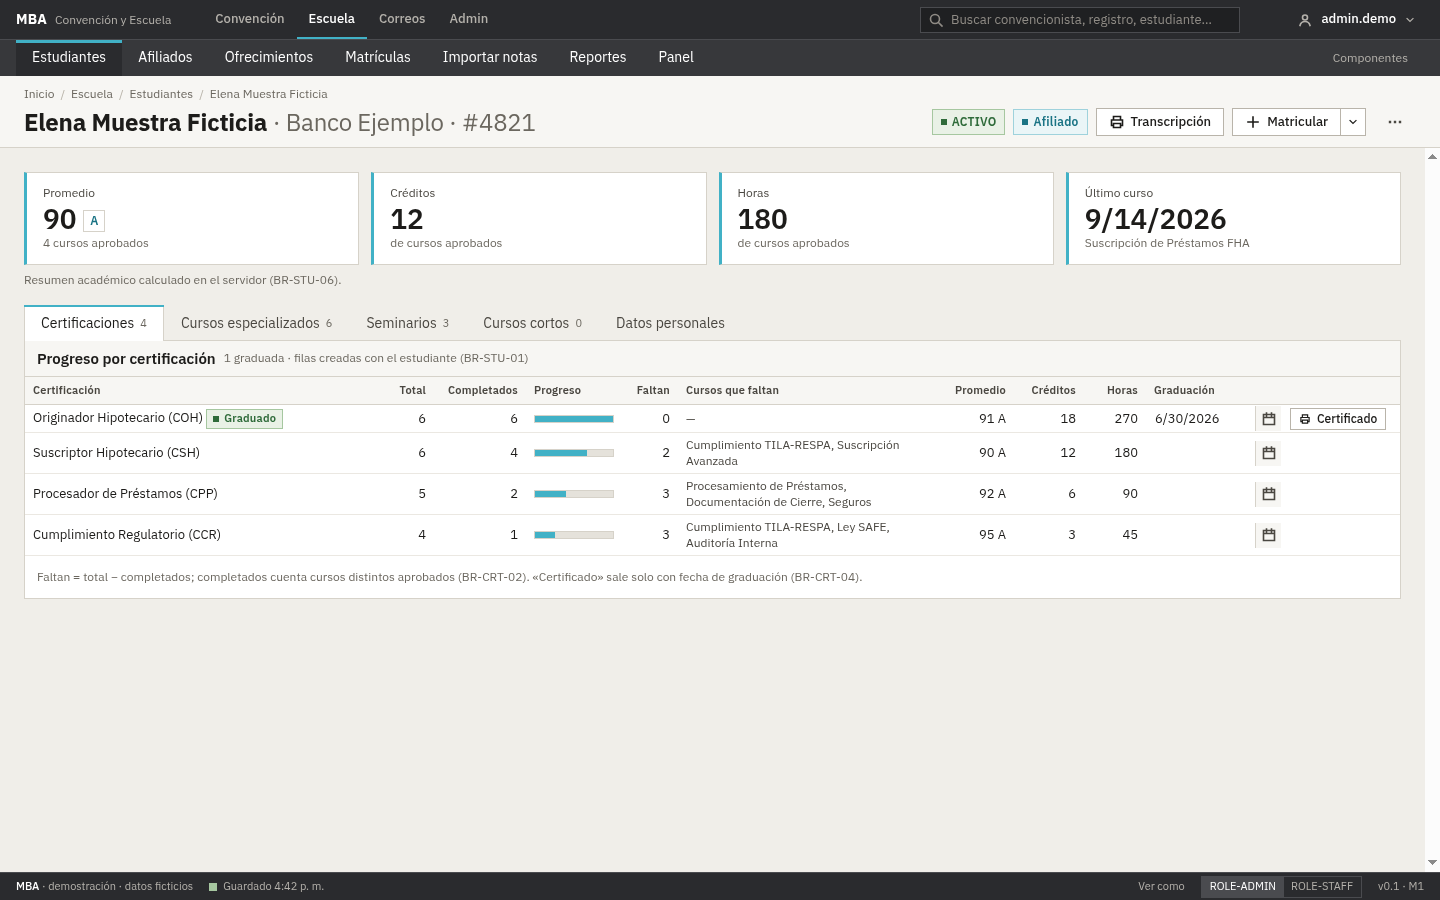 MBA Convención y Escuela Convención Escuela Correos Admin Buscar convencionista, registro, estudiante... admin.demo
Estudiantes Afiliados Ofrecimientos Matrículas Importar notas Reportes Panel Componentes
Inicio / Escuela / Estudiantes / Elena Muestra Ficticia
Elena Muestra Ficticia · Banco Ejemplo · #4821 ACTIVO Afiliado Transcripción Matricular
Promedio Créditos Horas Último curso
90 A 12 180 9/14/2026
4 cursos aprobados de cursos aprobados de cursos aprobados Suscripción de Préstamos FHA
Resumen académico calculado en el servidor (BR-STU-06).
Certificaciones 4 Cursos especializados 6 Seminarios 3 Cursos cortos 0 Datos personales
Progreso por certificación 1 graduada · filas creadas con el estudiante (BR-STU-01)
Certificación Total Completados Progreso Faltan Cursos que faltan Promedio Créditos Horas Graduación
Originador Hipotecario (COH) Graduado 6 6 0 — 91 A 18 270 6/30/2026 Certificado
Suscriptor Hipotecario (CSH) 6 4 2 Cumplimiento TILA-RESPA, Suscripción 90 A 12 180
Avanzada
Procesador de Préstamos (CPP) 5 2 3 Procesamiento de Préstamos, 92 A 6 90
Documentación de Cierre, Seguros
Cumplimiento Regulatorio (CCR) 4 1 3 Cumplimiento TILA-RESPA, Ley SAFE, 95 A 3 45
Auditoría Interna
Faltan = total − completados; completados cuenta cursos distintos aprobados (BR-CRT-02). «Certificado» sale solo con fecha de graduación (BR-CRT-04).
MBA · demostración · datos ficticios Guardado 4:42 p. m. Ver como ROLE-ADMIN ROLE-STAFF v0.1 · M1